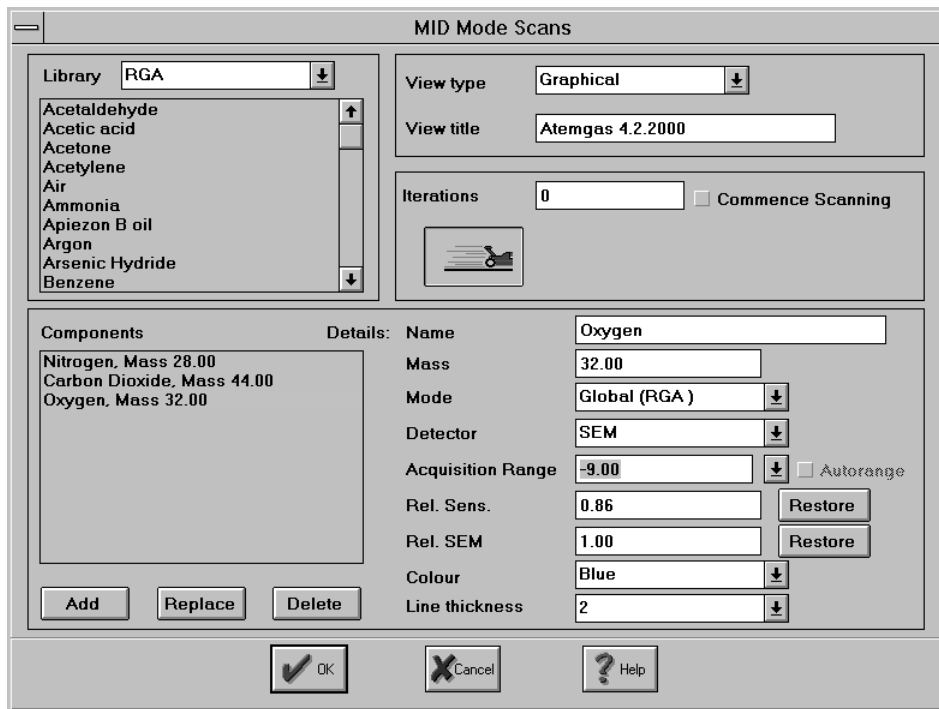 MID Mode Scans
Library RGA
Acetaldehyde
Acetic acid
Acetone
Acetylene
Air
Ammonia
Apiezon B oil
Argon
Arsenic Hydride
Benzene
View type Graphical
View title Atemgas 4.2.2000
Iterations 0 Commence Scanning
Components
Nitrogen, Mass 28.00
Carbon Dioxide, Mass 44.00
Oxygen, Mass 32.00
Add Replace Delete
Details: Name Oxygen
Mass 32.00
Mode Global (RGA )
Detector SEM
Acquisition Range -9.00 Autorange
Rel. Sens. 0.86 Restore
Rel. SEM 1.00 Restore
Colour Blue
Line thickness 2
OK Cancel Help